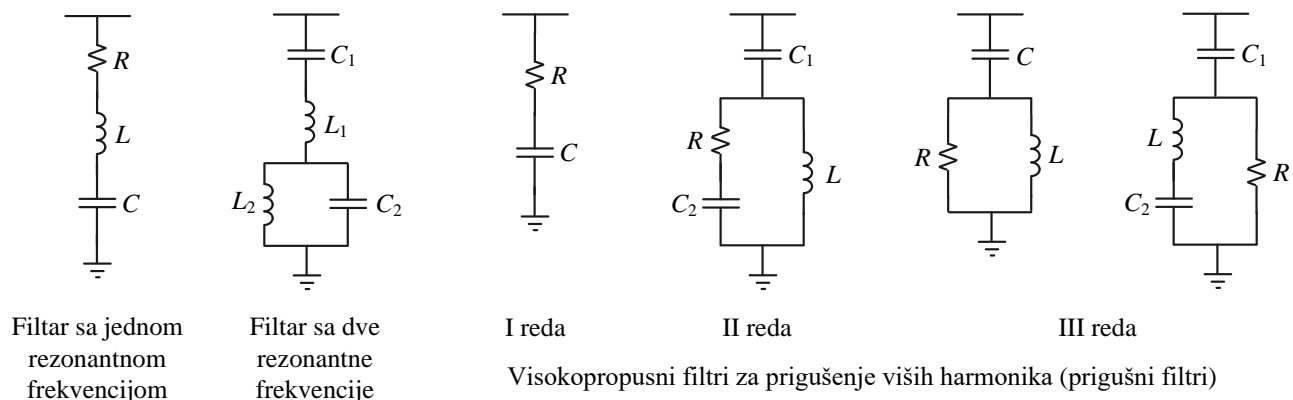 R
L
C
C1
L1
L2
C2
R
C
C1
R
C2
L
C
R
L
C1
L
C2
R
Filtar sa jednom
rezonantnom
frekvencijom
Filtar sa dve
rezonantne
frekvencije
I reda
II reda
III reda
Visokopropusni filtri za prigušenje viših harmonika (prigušni filtri)